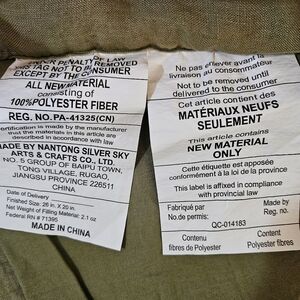 UNDER PENALTY OF LAW
THIS TAG NOT TO BE REMOVED
EXCEPT BY THE CONSUMER
ALL NEW MATERIAL
Consisting of
100%POLYESTER FIBER
REG. NO.PA-41325(CN)
Certification is made by the manufacturer
that the materials in this article are
described in accordance with law
MADE BY NANTONG SILVER SKY
ARTS & CRAFTS CO., LTD.
NO. 5 GROUP OF BAIPU TOWN,
TONG VILLAGE, RUGAO,
JIANGSU PROVINCE 226511
CHINA
Date of Delivery
Finished Size: 26 in. X 20 in.
Net Weight of Filling Material: 2.1 oz
Federal RN # 71395
MADE IN CHINA
Ne pas enlever avant la
livraison au consommateur
Not to be removed until
delivered to the consumer
Cet article contient des
MATÉRIAUX NEUFS
SEULEMENT
This article contains
NEW MATERIAL
ONLY
Cette étiquette est apposée
conformément à la loi de la province
This label is affixed in compliance with
provincial law
Fabriqué par
No.de permis:
Made by
Reg. no.
QC-014183
Contenu
fibres de Polyester
Content
Polyester fibres